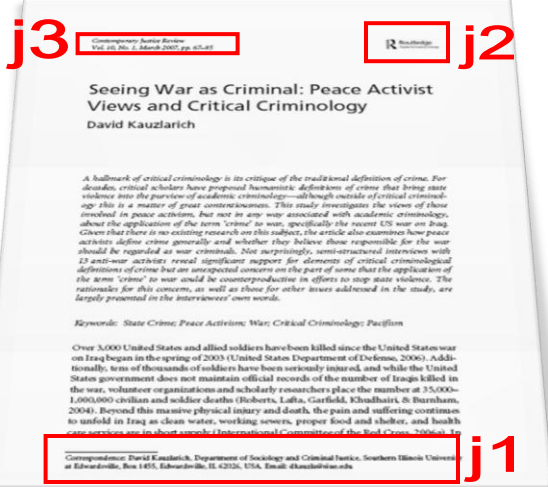 j3
Contemporary Justice Review
Vol. 10, No. 1, March 2007, pp. 67–85
Routledge
j2
Seeing War as Criminal: Peace Activist
Views and Critical Criminology
David Kauzlarich
A hallmark of critical criminology is its critique of the traditional definition of crime. For
decades, critical scholars have proposed humanistic definitions of crime that bring state
violence into the purview of academic criminology—although outside of critical criminol-
ogy this is a matter of great contentiousness. This study investigates the views of those
involved in peace activism, but not in any way associated with academic criminology,
about the application of the term 'crime' to war, specifically the recent US war on Iraq.
Given that there is no existing research on this subject, the article also examines how peace
activists define crime generally and whether they believe those responsible for the war
should be regarded as war criminals. Not surprisingly, semi-structured interviews with
13 anti-war activists reveal significant support for elements of critical criminological
definitions of crime but an unexpected concern on the part of some that the application of
the term 'crime' to war could be counterproductive in efforts to stop state violence. The
rationales for this concern, as well as those for other issues addressed in the study, are
largely presented in the interviewees' own words.
Keywords: State Crime; Peace Activism; War; Critical Criminology; Pacifism
Over 3,000 United States and allied soldiers have been killed since the United States war
on Iraq began in the spring of 2003 (United States Department of Defense, 2006). Addi-
tionally, tens of thousands of soldiers have been seriously injured, and while the United
States government does not maintain official records of the number of Iraqis killed in
the war, volunteer organizations and scholarly researchers place the number at 35,000–
1,000,000 civilian and soldier deaths (Roberts, Lafta, Garfield, Khudhairi, & Burnham,
2004). Beyond this massive physical injury and death, the pain and suffering continues
to unfold in Iraq as clean water, working sewers, proper food and shelter, and health
care services are in short supply (International Committee of the Red Cross, 2006a). In
Correspondence: David Kauzlarich, Department of Sociology and Criminal Justice, Southern Illinois University
at Edwardsville, Box 1455, Edwardsville, IL 62026, USA. Email: dkauzla@siue.edu
j1